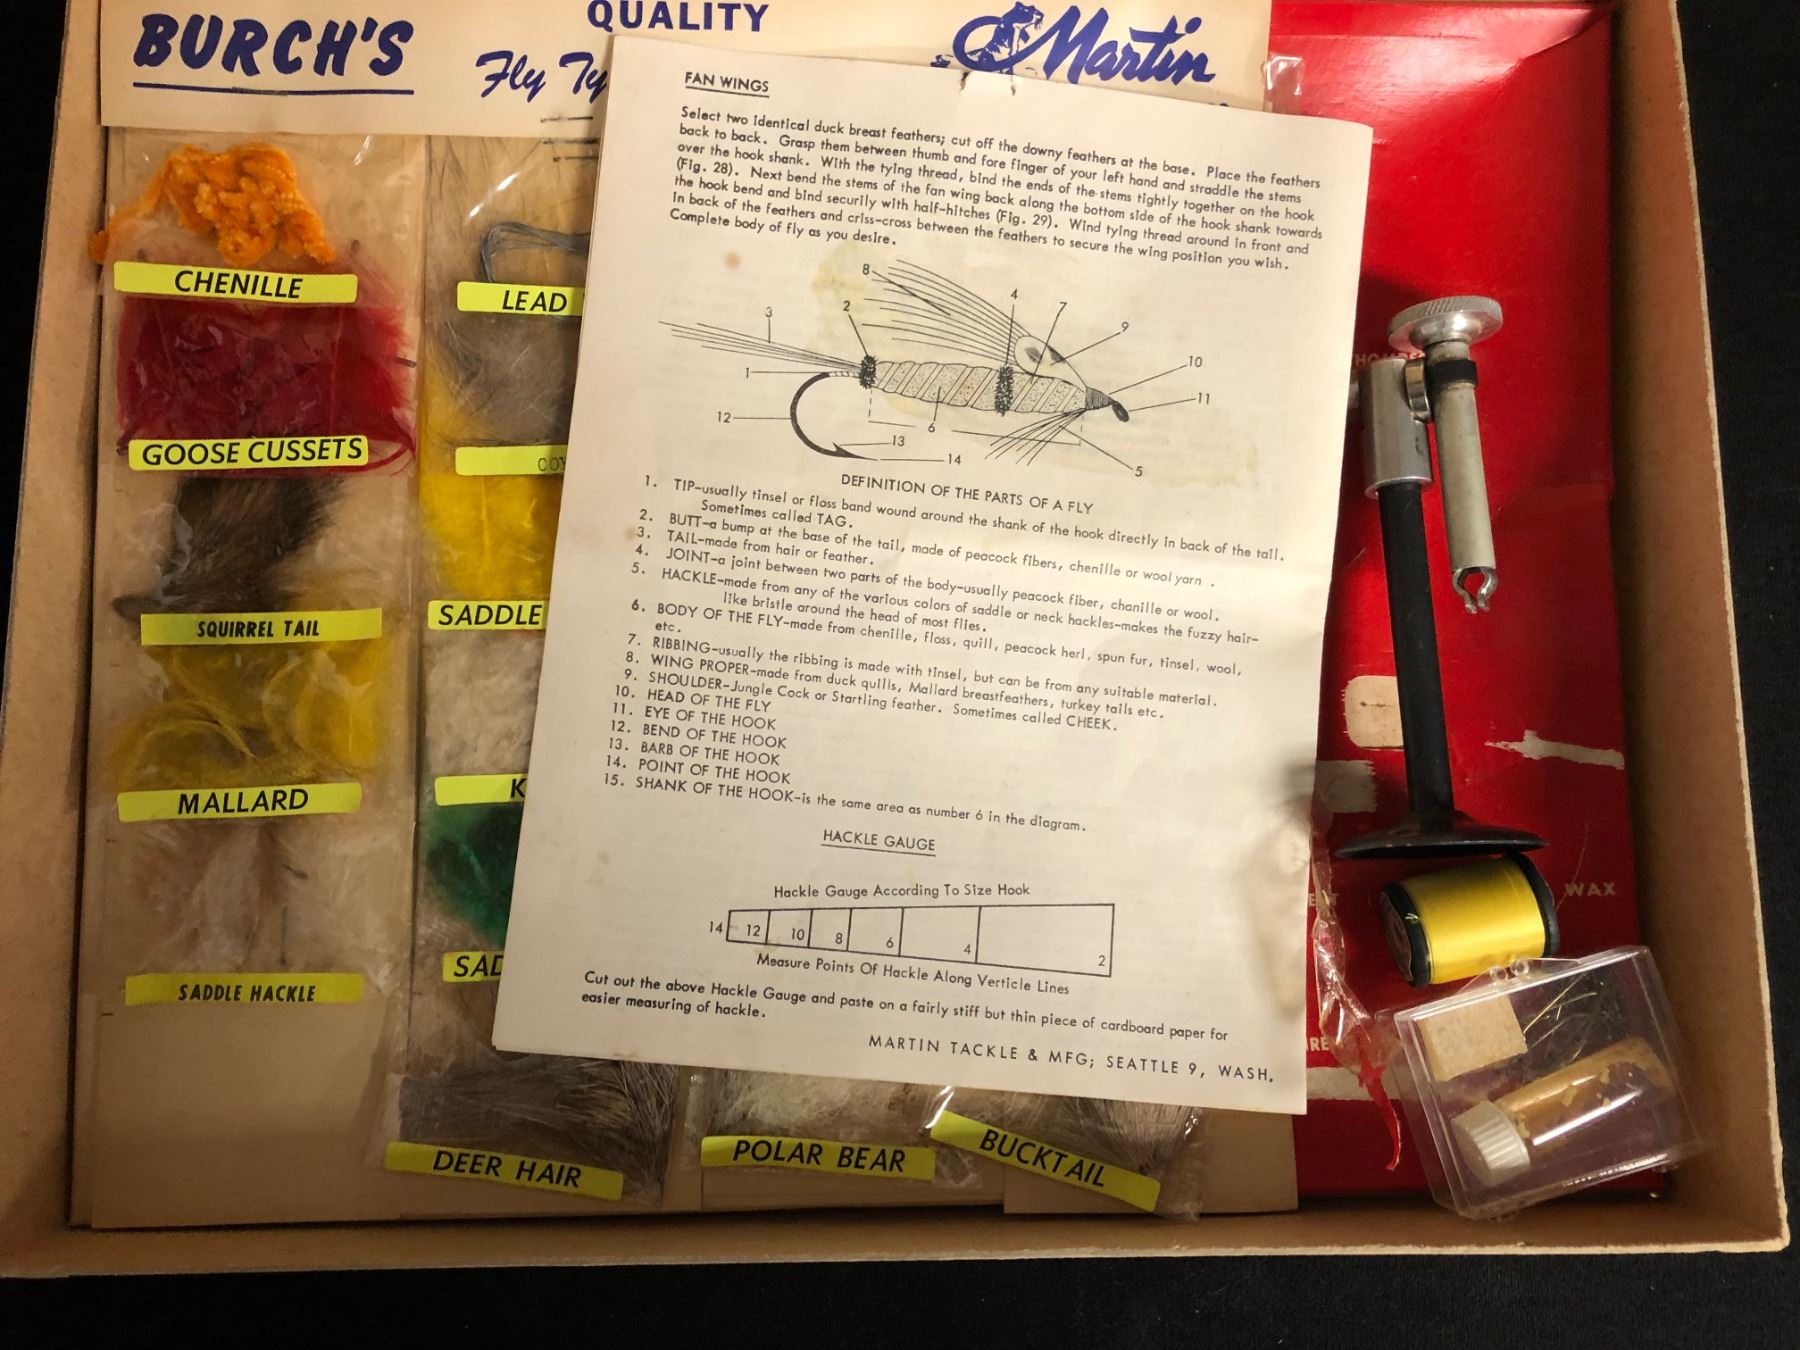 BURCH'S
QUALITY
Fly Ty
Martin
CHENILLE
GOOSE CUSSETS
SQUIRREL TAIL
MALLARD
SADDLE HACKLE
LEAD
COY
SADDLE
K
SAD
DEER HAIR
POLAR BEAR
BUCKTAIL
FAN WINGS
Select two identical duck breast feathers; cut off the downy feathers at the base. Place the feathers
back to back. Grasp them between thumb and fore finger of your left hand and straddle the stems
over the hook shank. With the tying thread, bind the ends of the stems tightly together on the hook
(Fig. 28). Next bend the stems of the fan wing back along the bottom side of the hook shank towards
the hook bend and bind securily with half-hitches (Fig. 29). Wind tying thread around in front and
in back of the feathers and criss-cross between the feathers to secure the wing position you wish.
Complete body of fly as you desire.
8
4
7
3
2
9
10
1
11
12
6
13
14
5
DEFINITION OF THE PARTS OF A FLY
1. TIP-usually tinsel or floss band wound around the shank of the hook directly in back of the tail.
Sometimes called TAG.
2. BUTT-a bump at the base of the tail, made of peacock fibers, chenille or wool yarn .
3. TAIL-made from hair or feather.
4. JOINT-a joint between two parts of the body-usually peacock fiber, chanille or wool.
5. HACKLE-made from any of the various colors of saddle or neck hackles-makes the fuzzy hair-
like bristle around the head of most flies.
6. BODY OF THE FLY-made from chenille, floss, quill, peacock herl, spun fur, tinsel, wool,
etc.
7. RIBBING-usually the ribbing is made with tinsel, but can be from any suitable material.
8. WING PROPER-made from duck quills, Mallard breastfeathers, turkey tails etc.
9. SHOULDER-Jungle Cock or Startling feather. Sometimes called CHEEK.
10. HEAD OF THE FLY
11. EYE OF THE HOOK
12. BEND OF THE HOOK
13. BARB OF THE HOOK
14. POINT OF THE HOOK
15. SHANK OF THE HOOK-is the same area as number 6 in the diagram.
HACKLE GAUGE
Hackle Gauge According To Size Hook
14 12 10 8 6 4 2
Measure Points Of Hackle Along Verticle Lines
Cut out the above Hackle Gauge and paste on a fairly stiff but thin piece of cardboard paper for
easier measuring of hackle.
MARTIN TACKLE & MFG; SEATTLE 9, WASH.
WAX